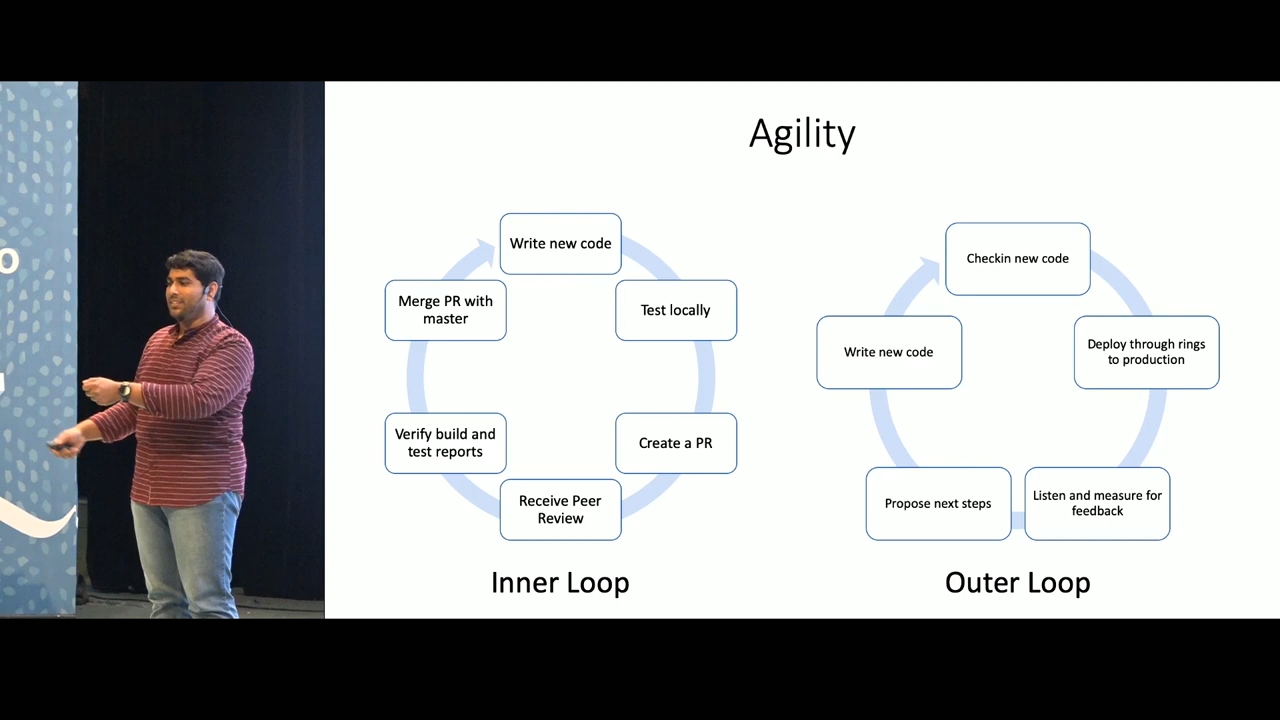 Agility
Write new code
Test locally
Create a PR
Receive Peer
Review
Verify build and
test reports
Merge PR with
master
Inner Loop
Checkin new code
Deploy through rings
to production
Listen and measure for
feedback
Propose next steps
Write new code
Outer Loop